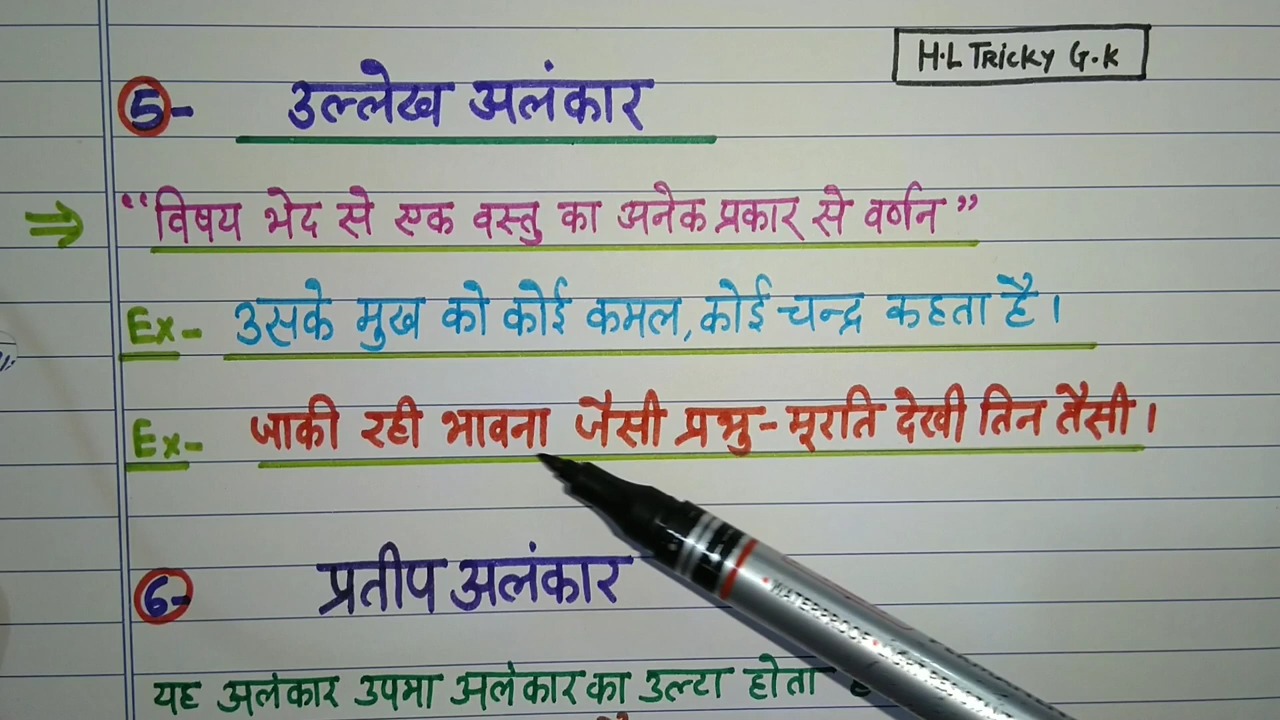 H.L Tricky G.K
5- उल्लेख अलंकार
⇒ “विषय भेद से एक वस्तु का अनेक प्रकार से वर्णन”
Ex- उसके मुख को कोई कमल, कोई चन्द्र कहता है।
Ex- जाकी रही भावना जैसी प्रभु-मूरति देखी तिन तैसी।
6- प्रतीप अलंकार
यह अलंकार उपमा अलंकार का उल्टा होता
WATERPROOF